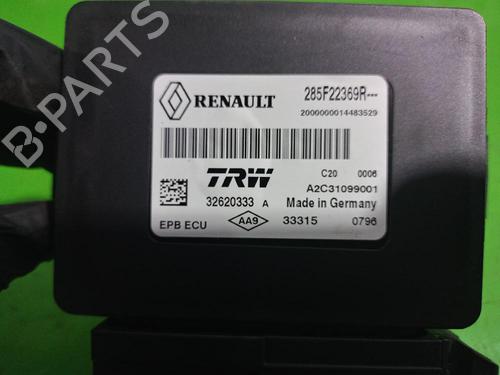 B-PARTS
RENAULT 285F22369R---
2000000014483529
TRW C20 0006
A2C31099001
32620333 A Made in Germany
EPB ECU AA9 33315 0796